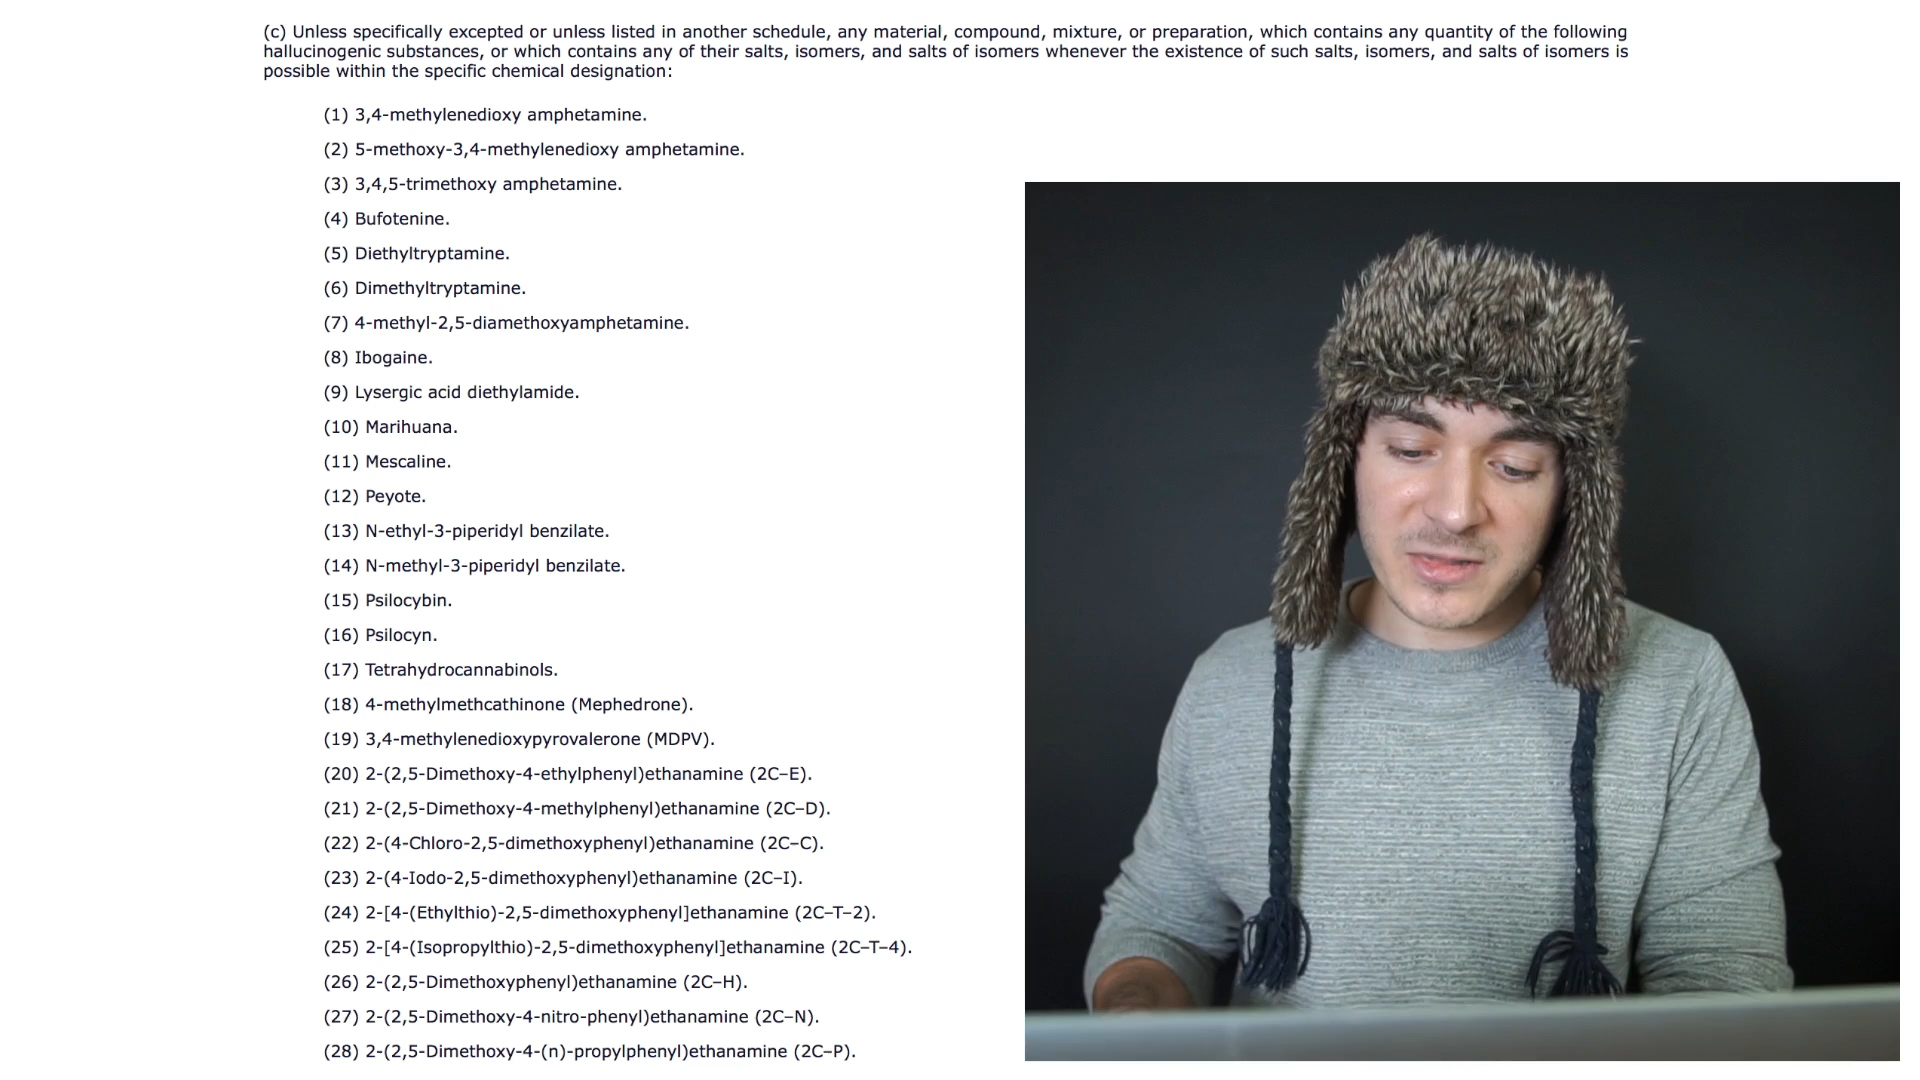 (c) Unless specifically excepted or unless listed in another schedule, any material, compound, mixture, or preparation, which contains any quantity of the following
hallucinogenic substances, or which contains any of their salts, isomers, and salts of isomers whenever the existence of such salts, isomers, and salts of isomers is
possible within the specific chemical designation:
(1) 3,4-methylenedioxy amphetamine.
(2) 5-methoxy-3,4-methylenedioxy amphetamine.
(3) 3,4,5-trimethoxy amphetamine.
(4) Bufotenine.
(5) Diethyltryptamine.
(6) Dimethyltryptamine.
(7) 4-methyl-2,5-diamethoxyamphetamine.
(8) Ibogaine.
(9) Lysergic acid diethylamide.
(10) Marihuana.
(11) Mescaline.
(12) Peyote.
(13) N-ethyl-3-piperidyl benzilate.
(14) N-methyl-3-piperidyl benzilate.
(15) Psilocybin.
(16) Psilocyn.
(17) Tetrahydrocannabinols.
(18) 4-methylmethcathinone (Mephedrone).
(19) 3,4-methylenedioxypyrovalerone (MDPV).
(20) 2-(2,5-Dimethoxy-4-ethylphenyl)ethanamine (2C–E).
(21) 2-(2,5-Dimethoxy-4-methylphenyl)ethanamine (2C–D).
(22) 2-(4-Chloro-2,5-dimethoxyphenyl)ethanamine (2C–C).
(23) 2-(4-Iodo-2,5-dimethoxyphenyl)ethanamine (2C–I).
(24) 2-[4-(Ethylthio)-2,5-dimethoxyphenyl]ethanamine (2C–T–2).
(25) 2-[4-(Isopropylthio)-2,5-dimethoxyphenyl]ethanamine (2C–T–4).
(26) 2-(2,5-Dimethoxyphenyl)ethanamine (2C–H).
(27) 2-(2,5-Dimethoxy-4-nitro-phenyl)ethanamine (2C–N).
(28) 2-(2,5-Dimethoxy-4-(n)-propylphenyl)ethanamine (2C–P).